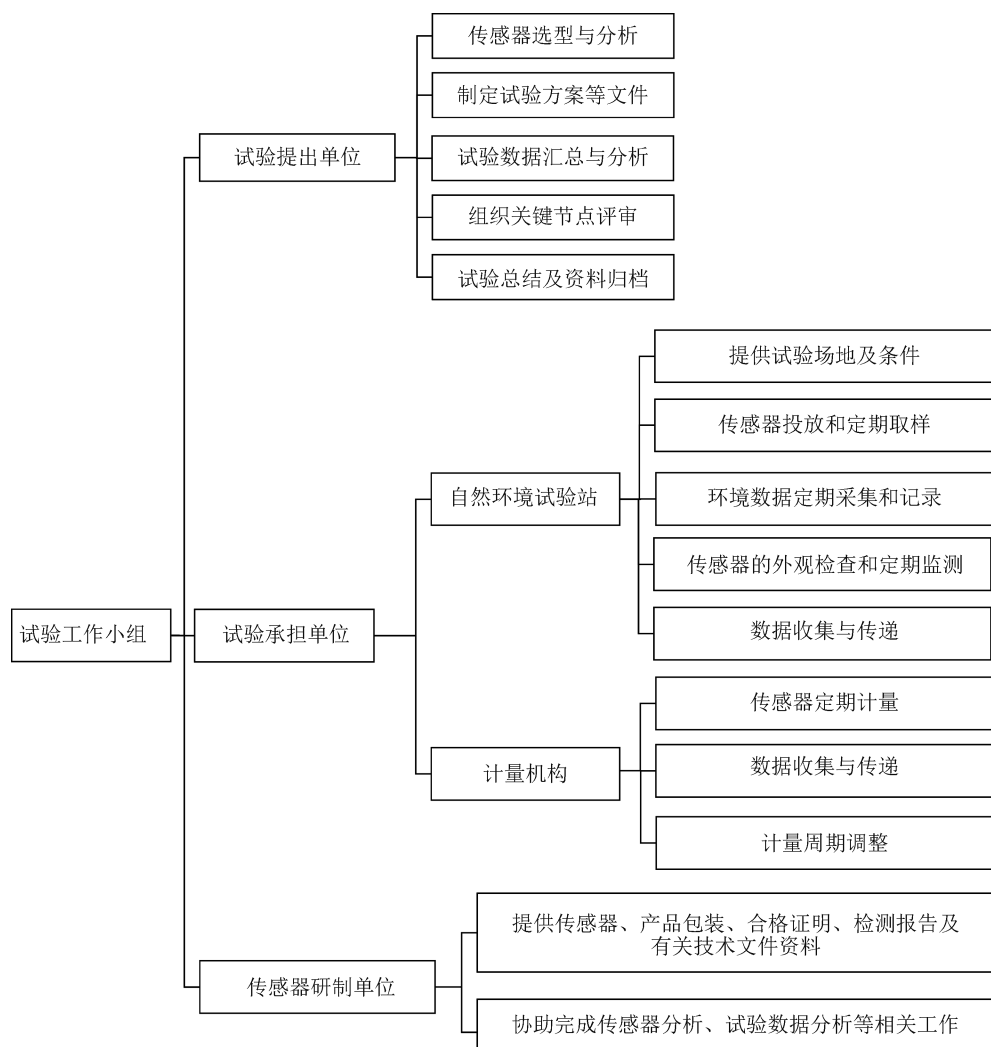 传感器选型与分析
制定试验方案等文件
试验提出单位
试验数据汇总与分析
组织关键节点评审
试验总结及资料归档
提供试验场地及条件
传感器投放和定期取样
自然环境试验站
环境数据定期采集和记录
传感器的外观检查和定期监测
试验工作小组
试验承担单位
数据收集与传递
传感器定期计量
计量机构
数据收集与传递
计量周期调整
提供传感器、产品包装、合格证明、检测报告及
有关技术文件资料
传感器研制单位
协助完成传感器分析、试验数据分析等相关工作